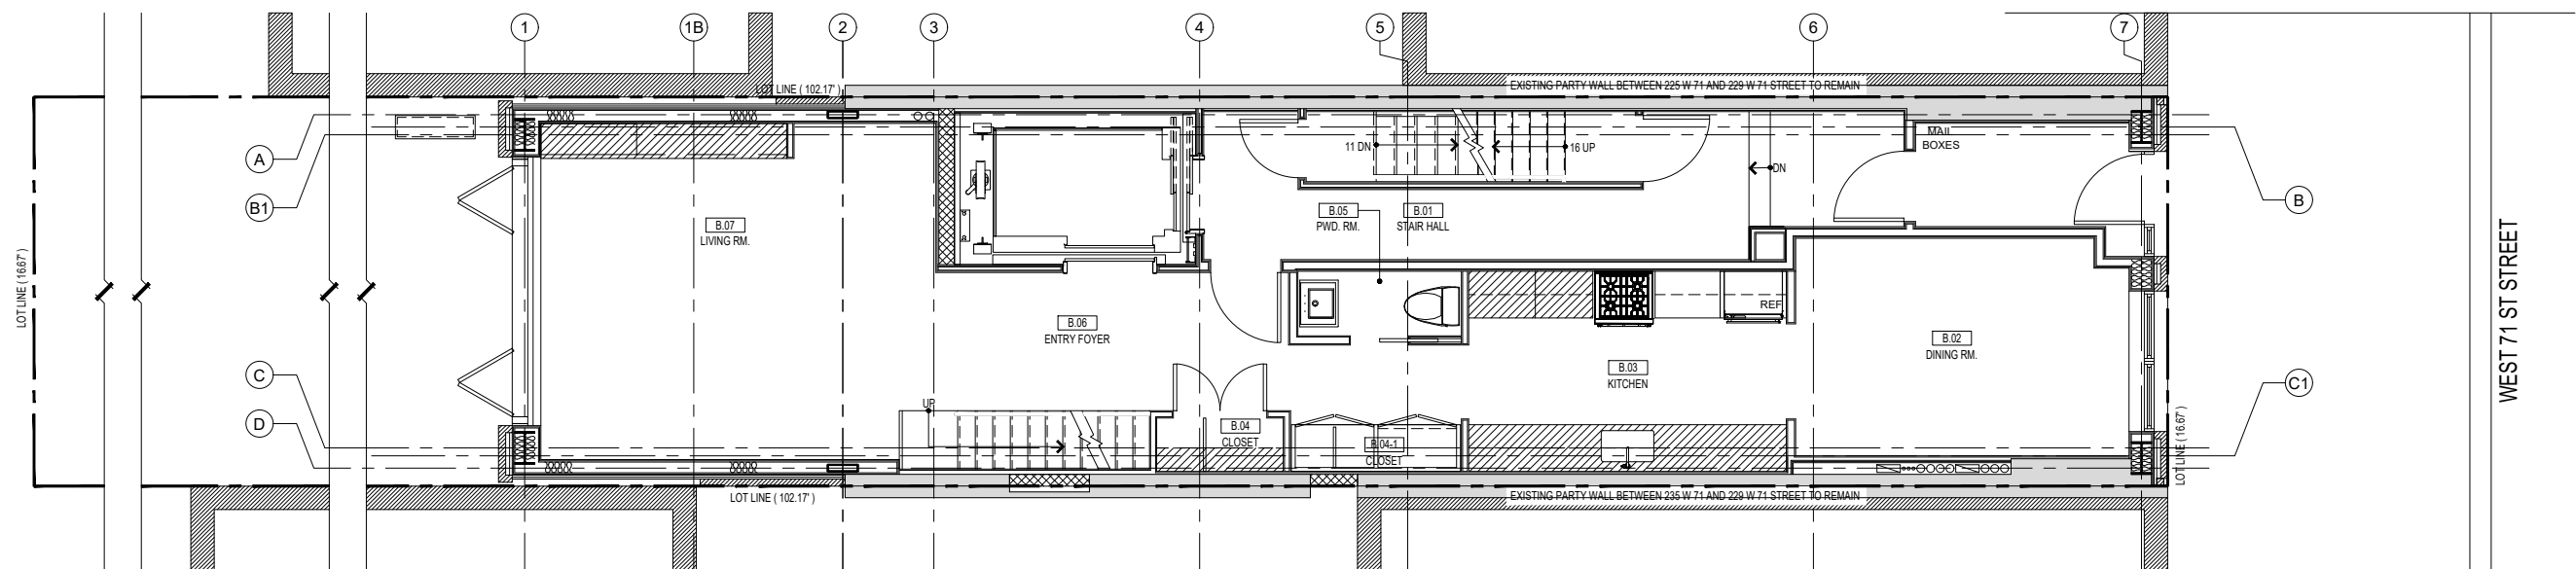 1
1B
2
3
4
5
6
7
LOT LINE ( 102.17' )
EXISTING PARTY WALL BETWEEN 225 W 71 AND 229 W 71 STREET TO REMAIN
A
B1
B
MAIL
BOXES
11 DN
16 UP
DN
B.07
LIVING RM.
B.05
PWD. RM.
B.01
STAIR HALL
LOT LINE ( 16.67' )
WEST 71 ST STREET
REF
B.06
ENTRY FOYER
B.02
DINING RM.
B.03
KITCHEN
C
C1
D
UP
B.04
CLOSET
B.04-1
CLOSET
LOT LINE ( 16.67' )
LOT LINE ( 102.17' )
EXISTING PARTY WALL BETWEEN 235 W 71 AND 229 W 71 STREET TO REMAIN